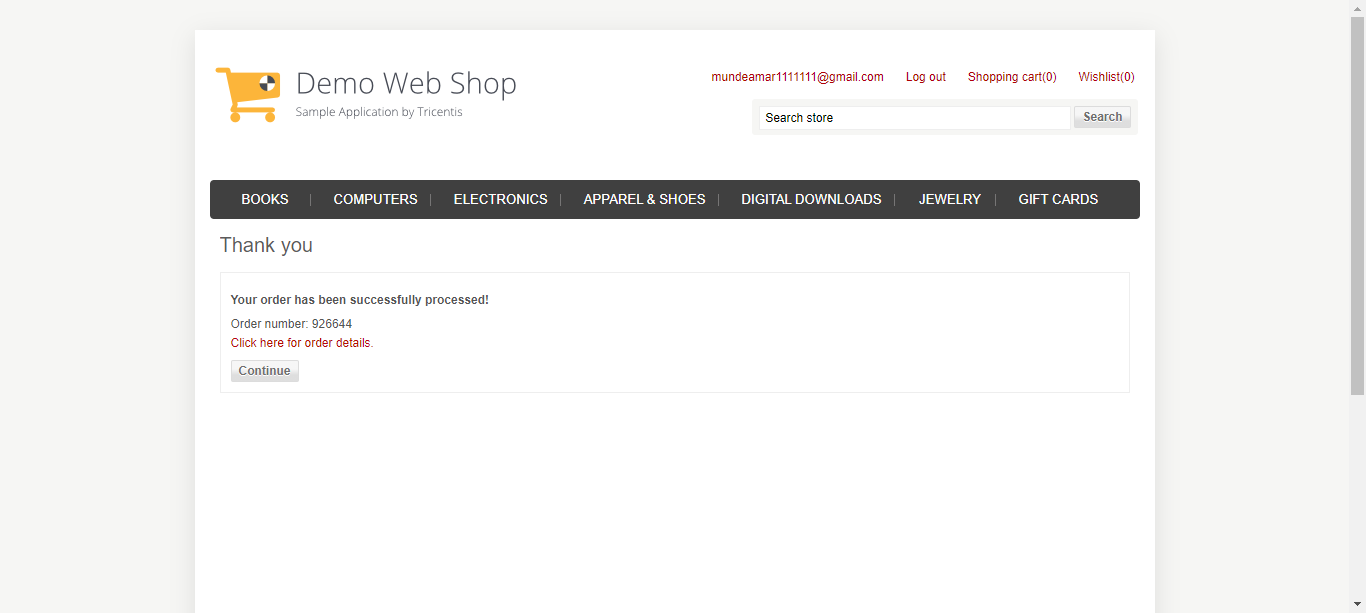 Demo Web Shop
Sample Application by Tricentis
mundeamar1111111@gmail.com Log out Shopping cart(0) Wishlist(0)
Search store Search
BOOKS COMPUTERS ELECTRONICS APPAREL & SHOES DIGITAL DOWNLOADS JEWELRY GIFT CARDS
Thank you
Your order has been successfully processed!
Order number: 926644
Click here for order details.
Continue